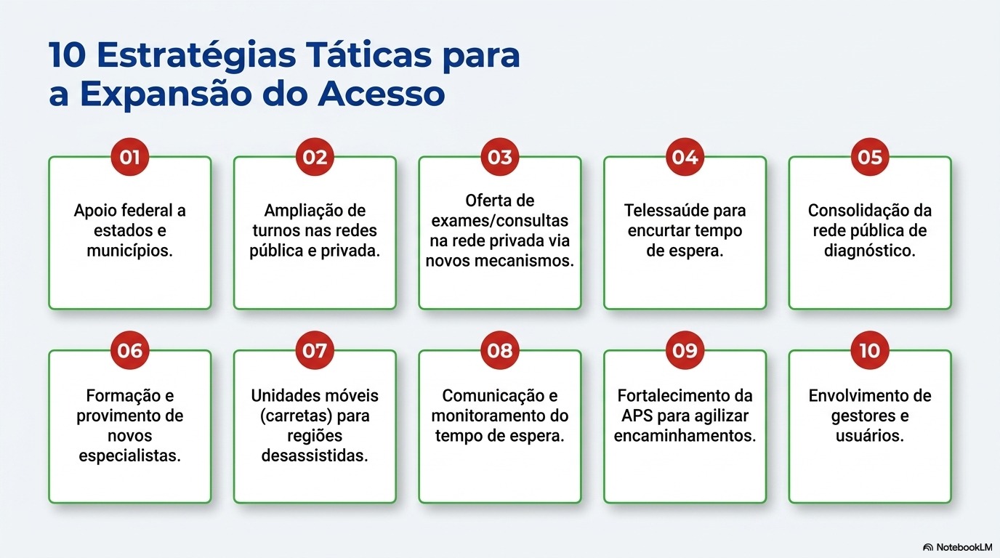 10 Estratégias Táticas para
a Expansão do Acesso
01
Apoio federal a
estados e
municípios.
02
Ampliação de
turnos nas redes
pública e privada.
03
Oferta de
exames/consultas
na rede privada via
novos mecanismos.
04
Telessaúde para
encurtar tempo
de espera.
05
Consolidação da
rede pública de
diagnóstico.
06
Formação e
provimento de
novos
especialistas.
07
Unidades móveis
(carretas) para
regiões
desassistidas.
08
Comunicação e
monitoramento do
tempo de espera.
09
Fortalecimento da
APS para agilizar
encaminhamentos.
10
Envolvimento de
gestores e
usuários.
NotebookLM